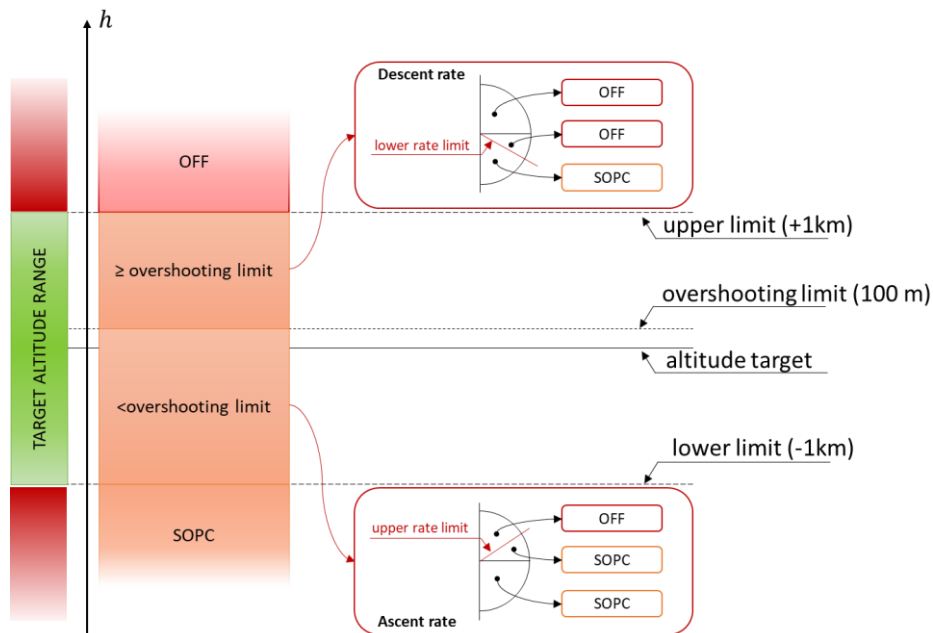 h
Descent rate
OFF
OFF
lower rate limit
SOPC
OFF
upper limit (+1km)
≥ overshooting limit
overshooting limit (100 m)
TARGET ALTITUDE RANGE
altitude target
<overshooting limit
lower limit (-1km)
OFF
upper rate limit
SOPC
SOPC
SOPC
Ascent rate